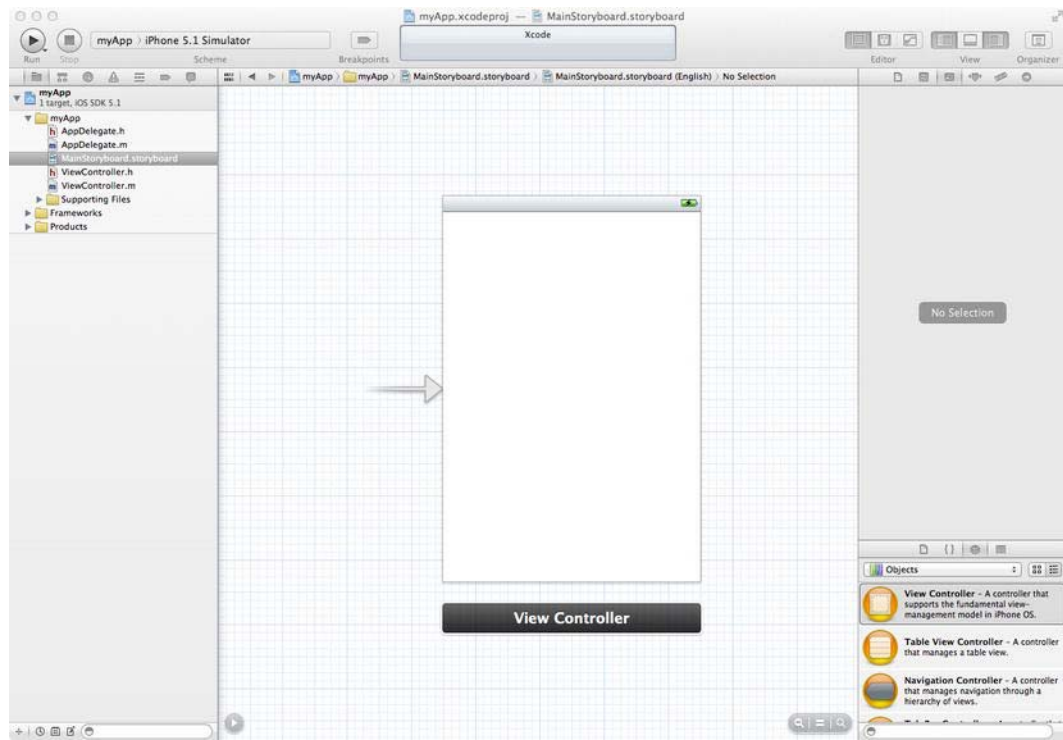 myApp.xcodeproj — MainStoryboard.storyboard
myApp › iPhone 5.1 Simulator
Xcode
Run Stop Scheme Breakpoints Editor View Organizer
myApp › myApp › MainStoryboard.storyboard › MainStoryboard.storyboard (English) › No Selection
myApp
1 target, iOS SDK 5.1
myApp
AppDelegate.h
AppDelegate.m
MainStoryboard.storyboard
ViewController.h
ViewController.m
Supporting Files
Frameworks
Products
View Controller
No Selection
Objects
View Controller – A controller that
supports the fundamental view-
management model in iPhone OS.
Table View Controller – A controller
that manages a table view.
Navigation Controller – A controller
that manages navigation through a
hierarchy of views.